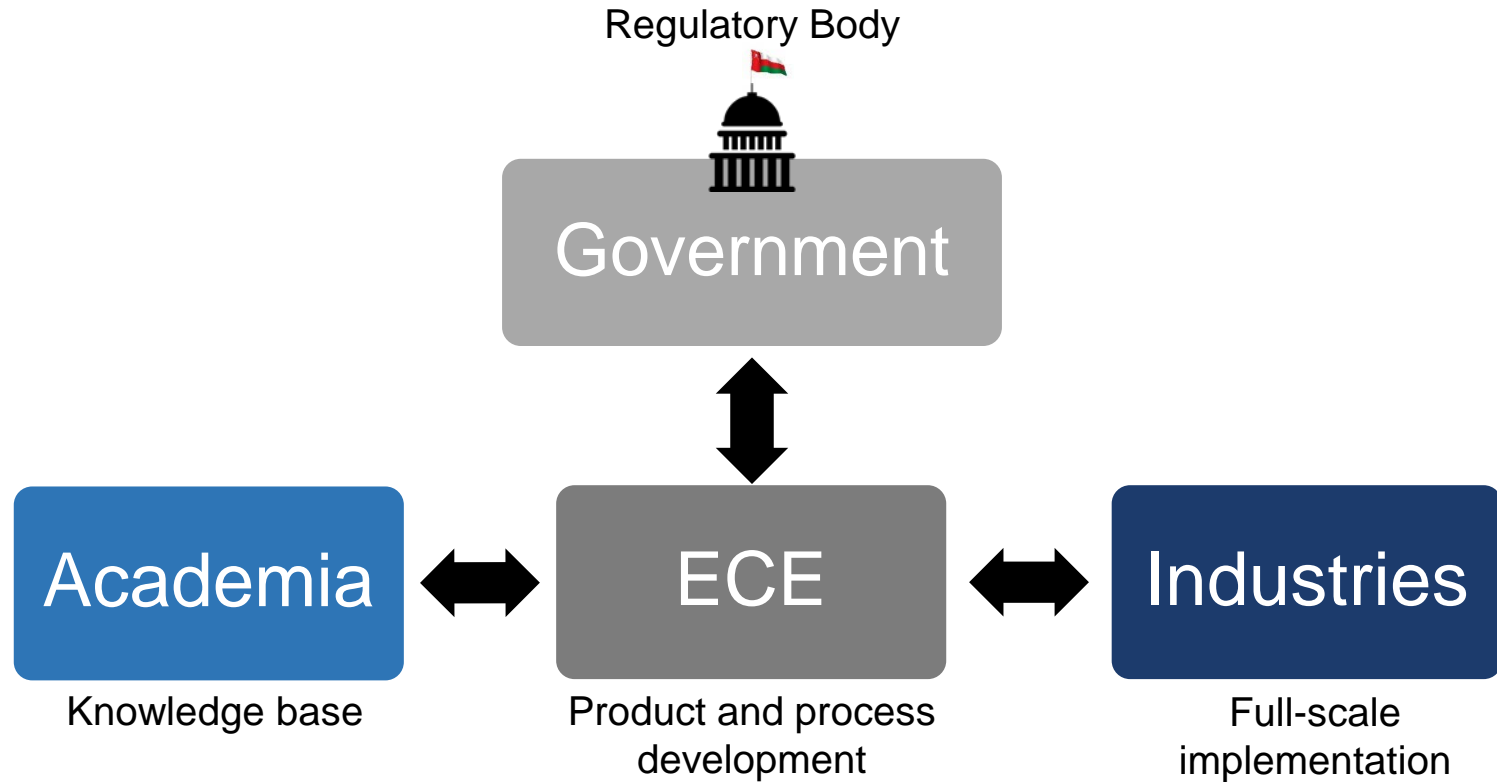 Regulatory Body
Government
Academia
ECE
Industries
Knowledge base
Product and process
development
Full-scale
implementation